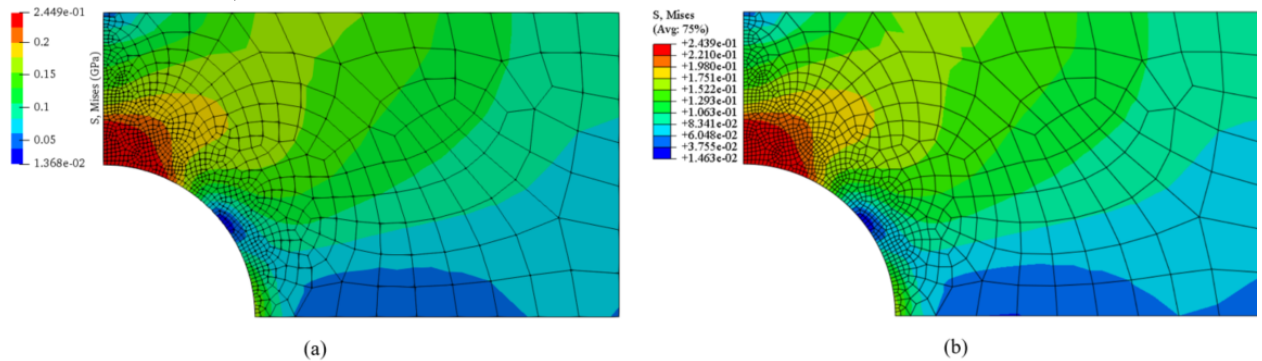 2.449e-01
0.2
0.15
0.1
0.05
1.368e-02
S, Mises (GPa)
(a)
S, Mises
(Avg: 75%)
+2.439e-01
+2.210e-01
+1.980e-01
+1.751e-01
+1.522e-01
+1.293e-01
+1.063e-01
+8.341e-02
+6.048e-02
+3.755e-02
+1.463e-02
(b)